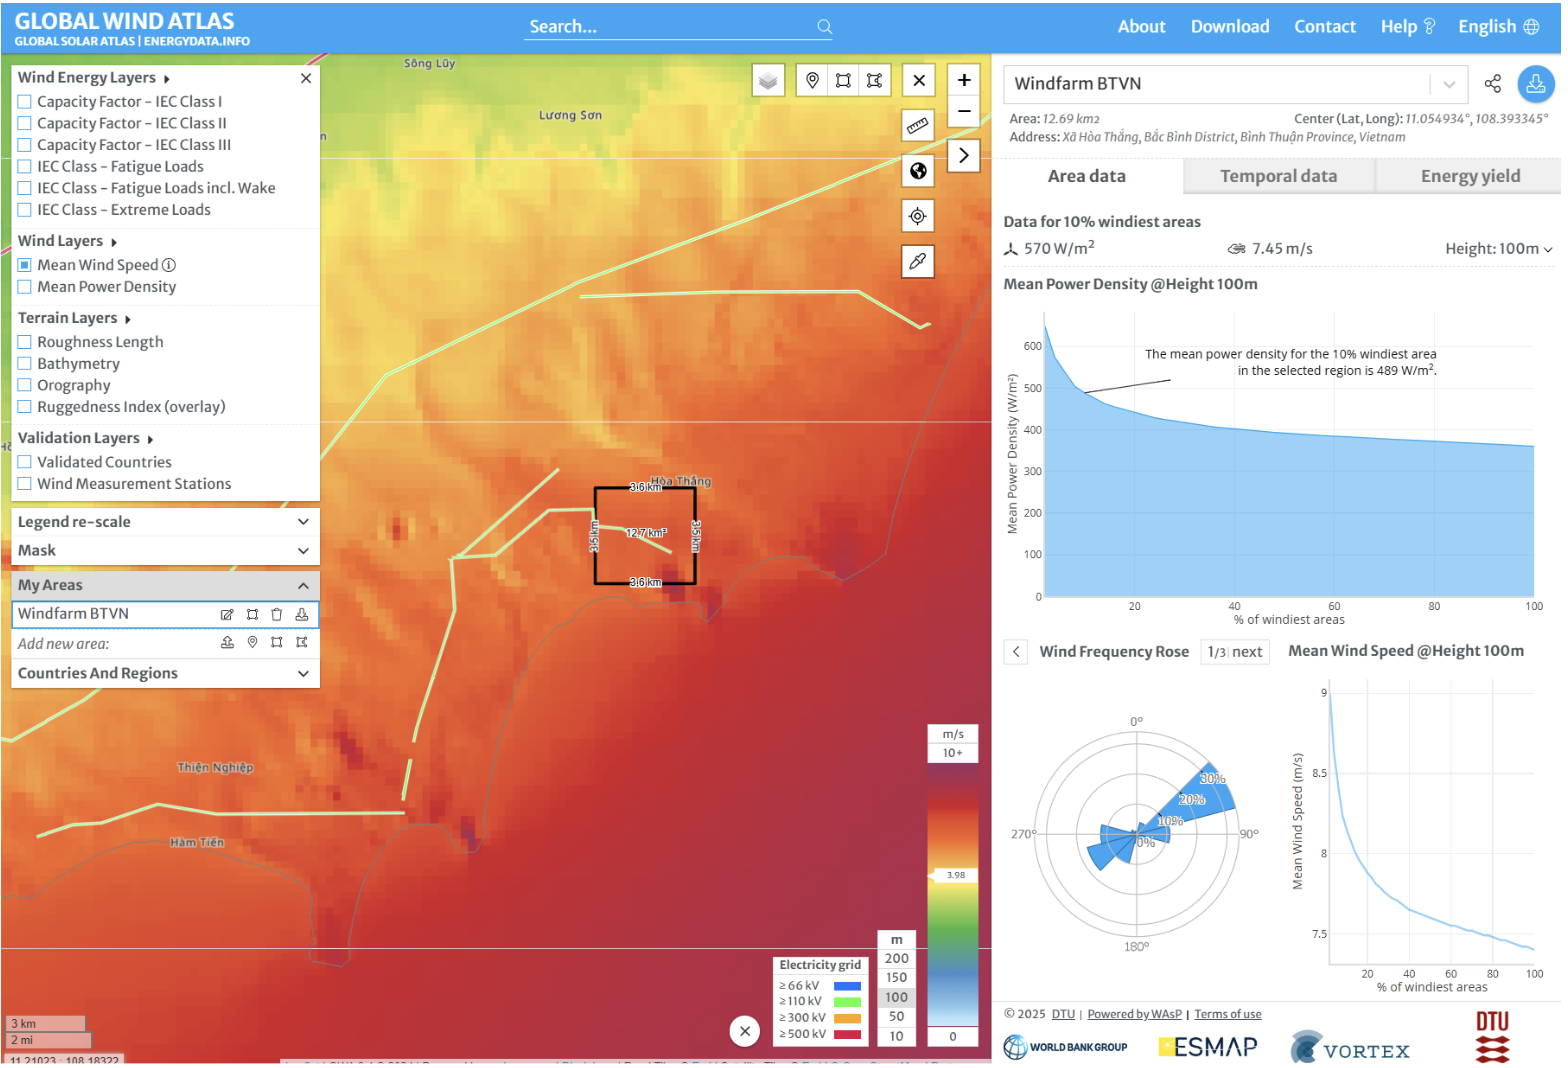 GLOBAL WIND ATLAS
GLOBAL SOLAR ATLAS | ENERGYDATA.INFO
Search...
About
Download
Contact
Help
English
Wind Energy Layers
Capacity Factor – IEC Class I
Capacity Factor – IEC Class II
Capacity Factor – IEC Class III
IEC Class – Fatigue Loads
IEC Class – Fatigue Loads incl. Wake
IEC Class – Extreme Loads
Wind Layers
Mean Wind Speed
Mean Power Density
Terrain Layers
Roughness Length
Bathymetry
Orography
Ruggedness Index (overlay)
Validation Layers
Validated Countries
Wind Measurement Stations
Legend re-scale
Mask
My Areas
Windfarm BTVN
Add new area:
Countries And Regions
Sông Lũy
Lương Sơn
Hòa Thắng
3.6 km
3.5 km
12.7 km²
3.5 km
3.6 km
Thiện Nghiệp
Hàm Tiến
3 km
2 mi
11.21023 : 108.18322
Electricity grid
≥ 66 kV
≥ 110 kV
≥ 300 kV
≥ 500 kV
m
200
150
100
50
10
m/s
10+
3.98
0
Windfarm BTVN
Area: 12.69 km2
Center (Lat, Long): 11.054934°, 108.393345°
Address: Xã Hòa Thắng, Bắc Bình District, Bình Thuận Province, Vietnam
Area data
Temporal data
Energy yield
Data for 10% windiest areas
570 W/m²
7.45 m/s
Height: 100m
Mean Power Density @Height 100m
The mean power density for the 10% windiest area
in the selected region is 489 W/m².
Mean Power Density (W/m²)
600
500
400
300
200
100
0
20 40 60 80 100
% of windiest areas
Wind Frequency Rose
1/3 next
0°
90°
180°
270°
30%
20%
10%
0%
Mean Wind Speed @Height 100m
Mean Wind Speed (m/s)
9
8.5
8
7.5
20 40 60 80 100
% of windiest areas
© 2025 DTU | Powered by WAsP | Terms of use
WORLD BANK GROUP
ESMAP
VORTEX
DTU